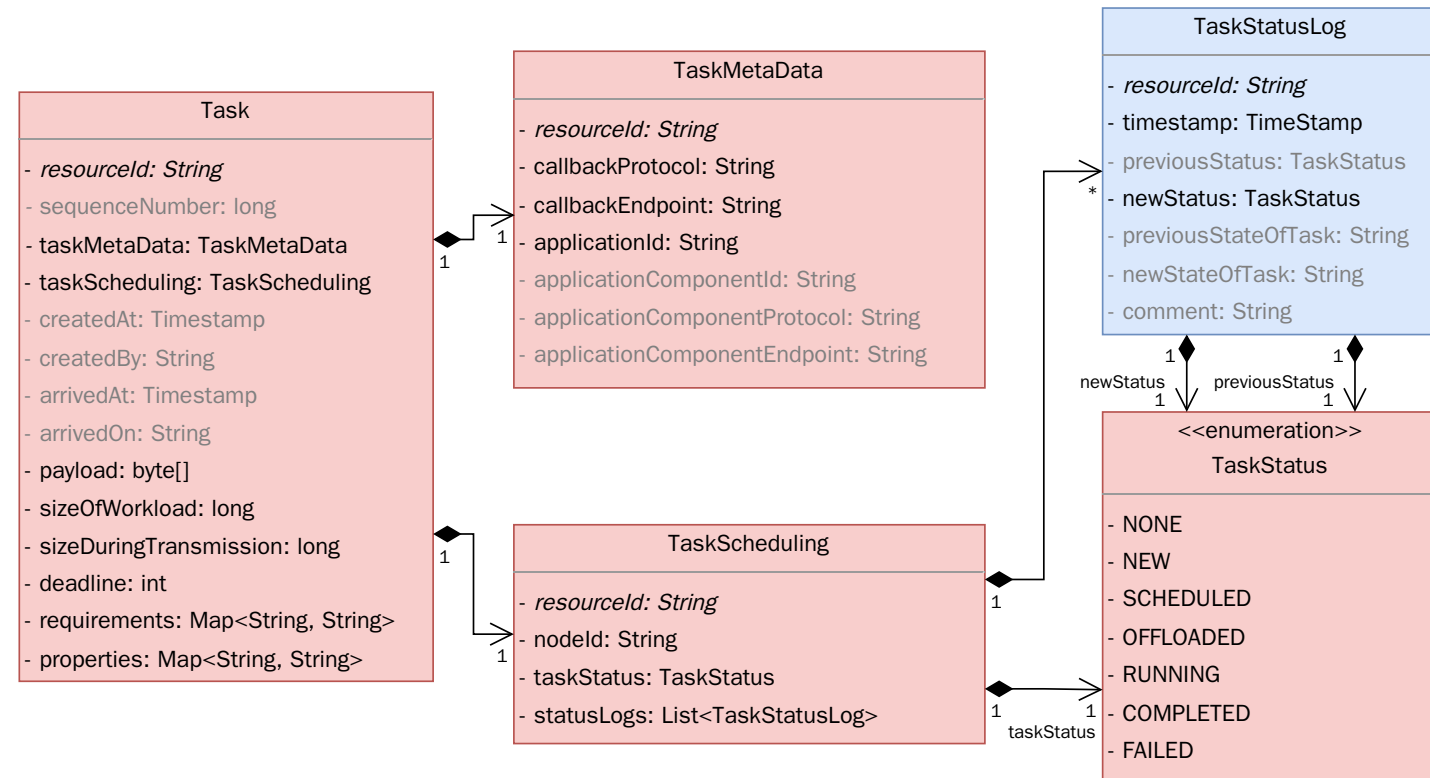 Task
- resourceId: String
- sequenceNumber: long
- taskMetaData: TaskMetaData
- taskScheduling: TaskScheduling
- createdAt: Timestamp
- createdBy: String
- arrivedAt: Timestamp
- arrivedOn: String
- payload: byte[]
- sizeOfWorkload: long
- sizeDuringTransmission: long
- deadline: int
- requirements: Map<String, String>
- properties: Map<String, String>
1
1
1
1
TaskMetaData
- resourceId: String
- callbackProtocol: String
- callbackEndpoint: String
- applicationId: String
- applicationComponentId: String
- applicationComponentProtocol: String
- applicationComponentEndpoint: String
TaskScheduling
- resourceId: String
- nodeId: String
- taskStatus: TaskStatus
- statusLogs: List<TaskStatusLog>
1
*
1
1
taskStatus
TaskStatusLog
- resourceId: String
- timestamp: TimeStamp
- previousStatus: TaskStatus
- newStatus: TaskStatus
- previousStateOfTask: String
- newStateOfTask: String
- comment: String
1
newStatus
1
1
previousStatus
1
<<enumeration>>
TaskStatus
- NONE
- NEW
- SCHEDULED
- OFFLOADED
- RUNNING
- COMPLETED
- FAILED